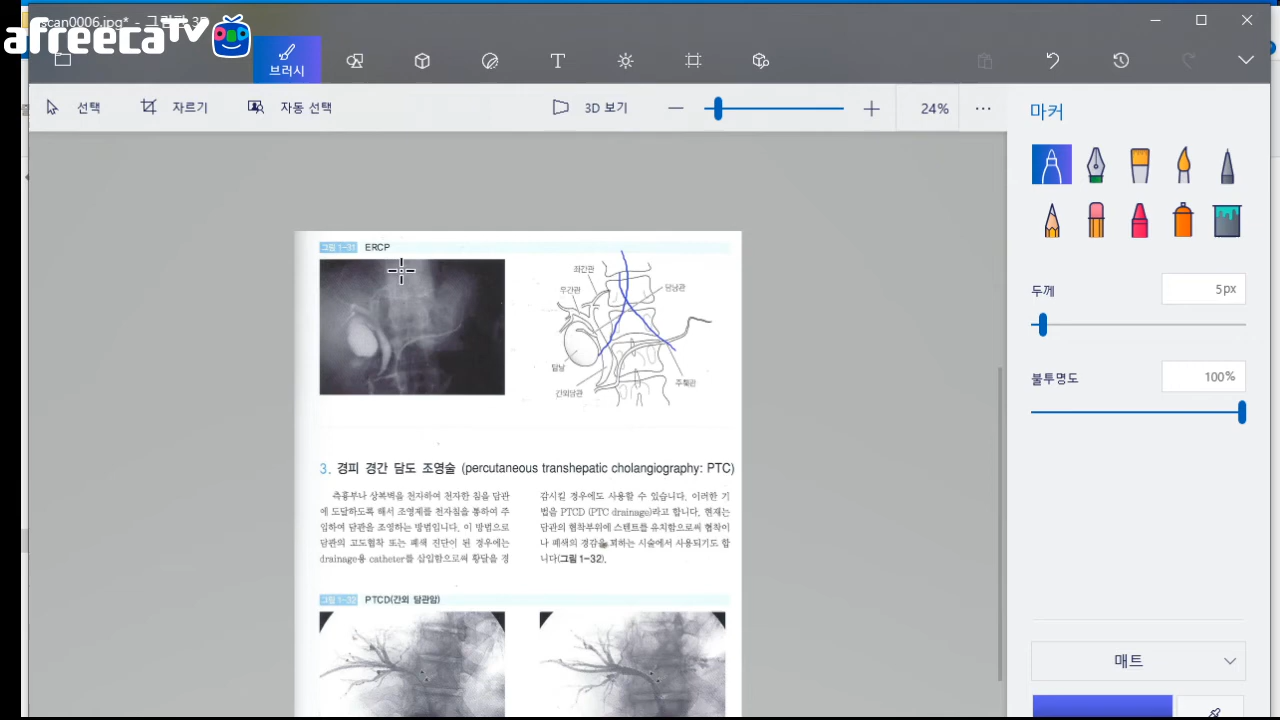 scan0006.jpg* - 그림판 3D
afreecaTV
브러시
선택
자르기
자동 선택
3D 보기
24%
마커
두께
5px
불투명도
100%
매트
그림 1-31 ERCP
좌간관
우간관
담낭관
담낭
간외담관
주췌관
3. 경피 경간 담도 조영술 (percutaneous transhepatic cholangiography: PTC)
측흉부나 상복벽을 천자하여 천자한 침을 담관
에 도달하도록 해서 조영제를 천자침을 통하여 주
입하여 담관을 조영하는 방법입니다. 이 방법으로
담관의 고도협착 또는 폐색 진단이 된 경우에는
drainage용 catheter를 삽입함으로써 황달을 경
감시킬 경우에도 사용할 수 있습니다. 이러한 기
법을 PTCD (PTC drainage)라고 합니다. 현재는
담관의 협착부위에 스텐트를 유치함으로써 협착이
나 폐색의 경감을 꾀하는 시술에서 사용되기도 합
니다(그림 1-32).
그림 1-32 PTCD(간외 담관암)